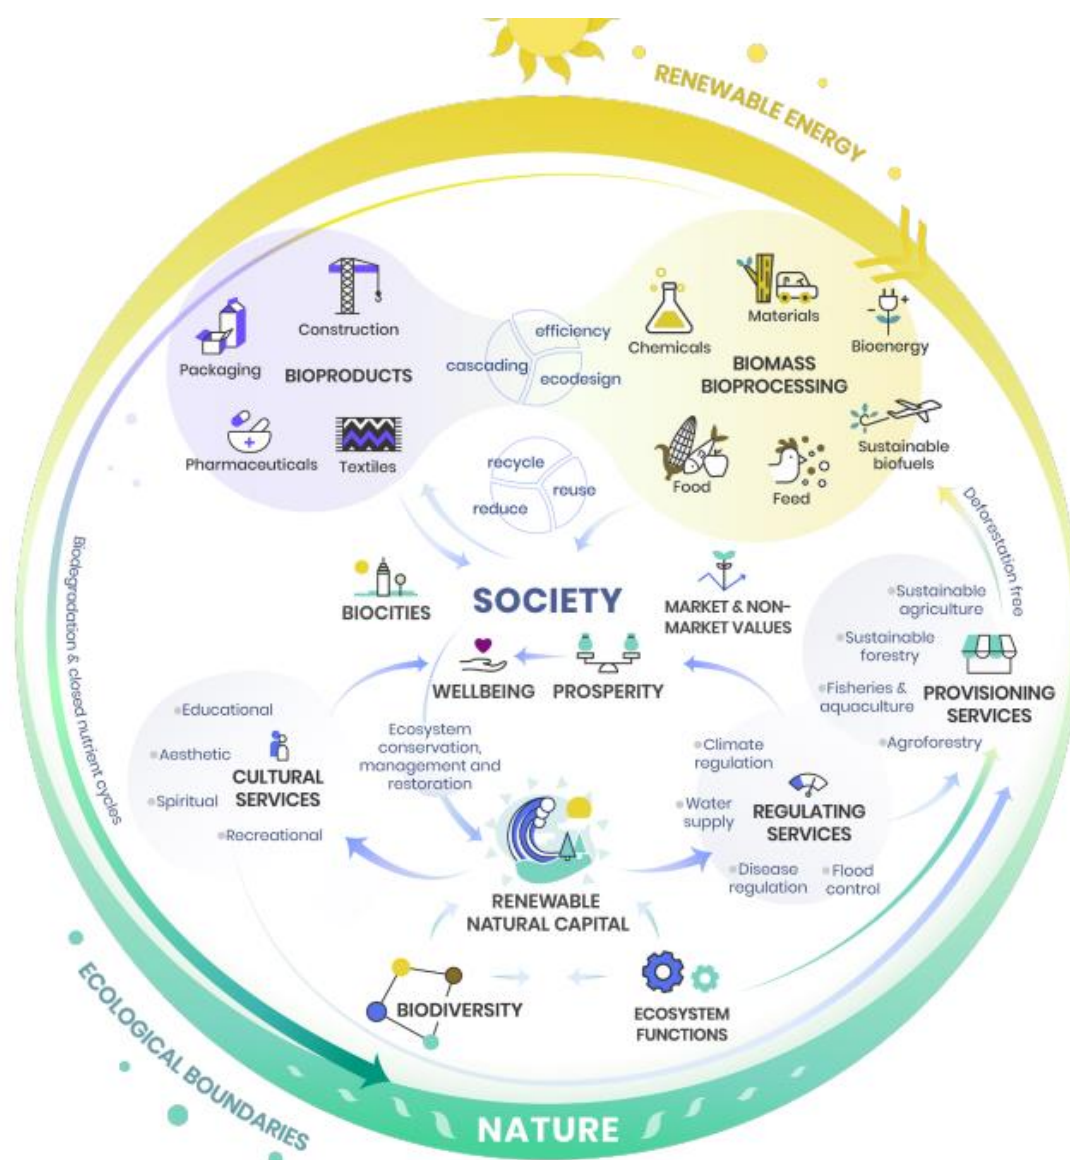 RENEWABLE ENERGY
Construction
Packaging
BIOPRODUCTS
Pharmaceuticals
Textiles
efficiency
cascading
ecodesign
recycle
reuse
reduce
Chemicals
Materials
Bioenergy
BIOMASS
BIOPROCESSING
Food
Feed
Sustainable
biofuels
Deforestation free
Biodegradation & closed nutrient cycles
BIOCITIES
SOCIETY
MARKET & NON-
MARKET VALUES
WELLBEING
PROSPERITY
Sustainable
agriculture
Sustainable
forestry
Fisheries &
aquaculture
PROVISIONING
SERVICES
Agroforestry
Educational
Aesthetic
CULTURAL
SERVICES
Spiritual
Recreational
Ecosystem
conservation,
management and
restoration
Climate
regulation
Water
supply
REGULATING
SERVICES
Disease
regulation
Flood
control
RENEWABLE
NATURAL CAPITAL
BIODIVERSITY
ECOSYSTEM
FUNCTIONS
ECOLOGICAL BOUNDARIES
NATURE